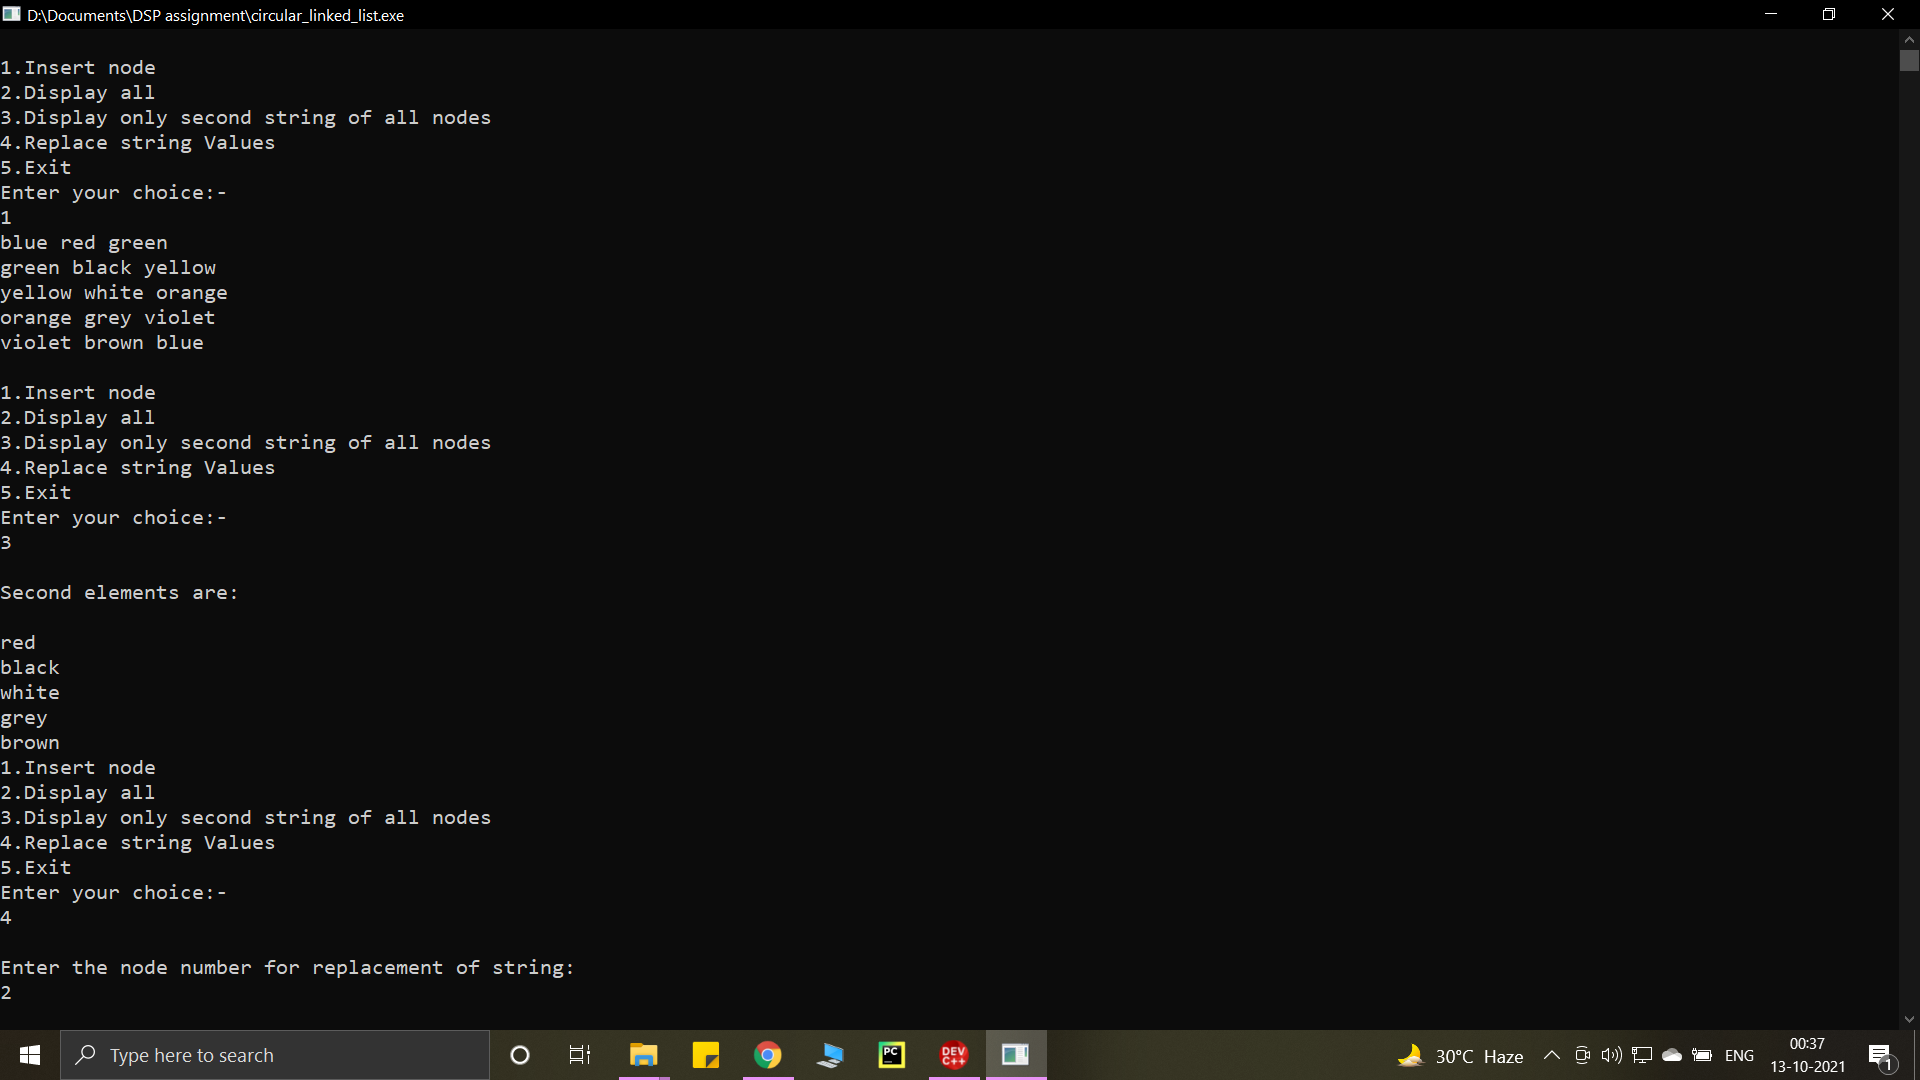 D:\Documents\DSP assignment\circular_linked_list.exe
1.Insert node
2.Display all
3.Display only second string of all nodes
4.Replace string Values
5.Exit
Enter your choice:-
1
blue red green
green black yellow
yellow white orange
orange grey violet
violet brown blue
1.Insert node
2.Display all
3.Display only second string of all nodes
4.Replace string Values
5.Exit
Enter your choice:-
3
Second elements are:
red
black
white
grey
brown
1.Insert node
2.Display all
3.Display only second string of all nodes
4.Replace string Values
5.Exit
Enter your choice:-
4
Enter the node number for replacement of string:
2
Type here to search
PC
DEV
C++
30°C Haze
ENG
00:37
13-10-2021
1